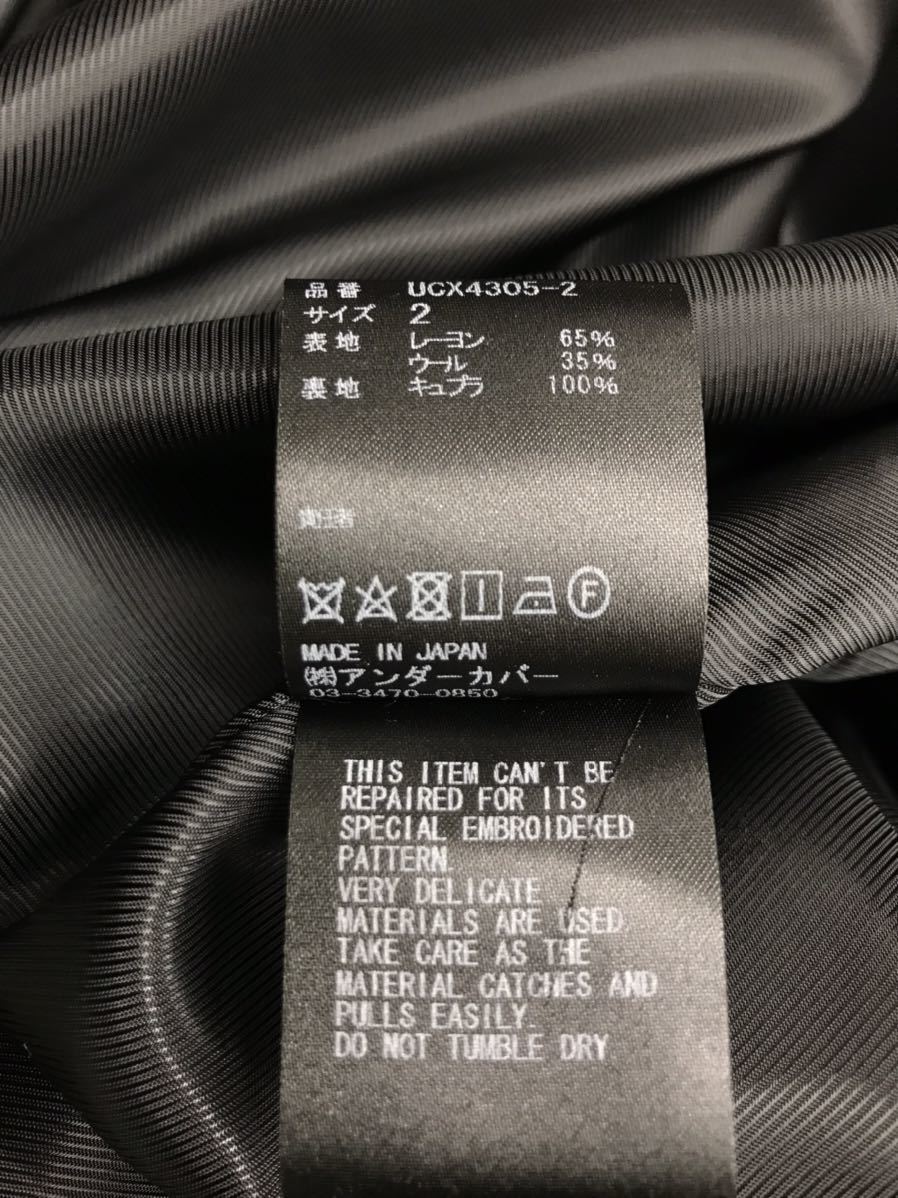 品番 UCX4305-2
サイズ 2
表地 レーヨン 65%
ウール 35%
裏地 キュプラ 100%
責任者
F
MADE IN JAPAN
㈱アンダーカバー
03-3470-0850
THIS ITEM CAN'T BE
REPAIRED FOR ITS
SPECIAL EMBROIDERED
PATTERN.
VERY DELICATE
MATERIALS ARE USED.
TAKE CARE AS THE
MATERIAL CATCHES AND
PULLS EASILY.
DO NOT TUMBLE DRY